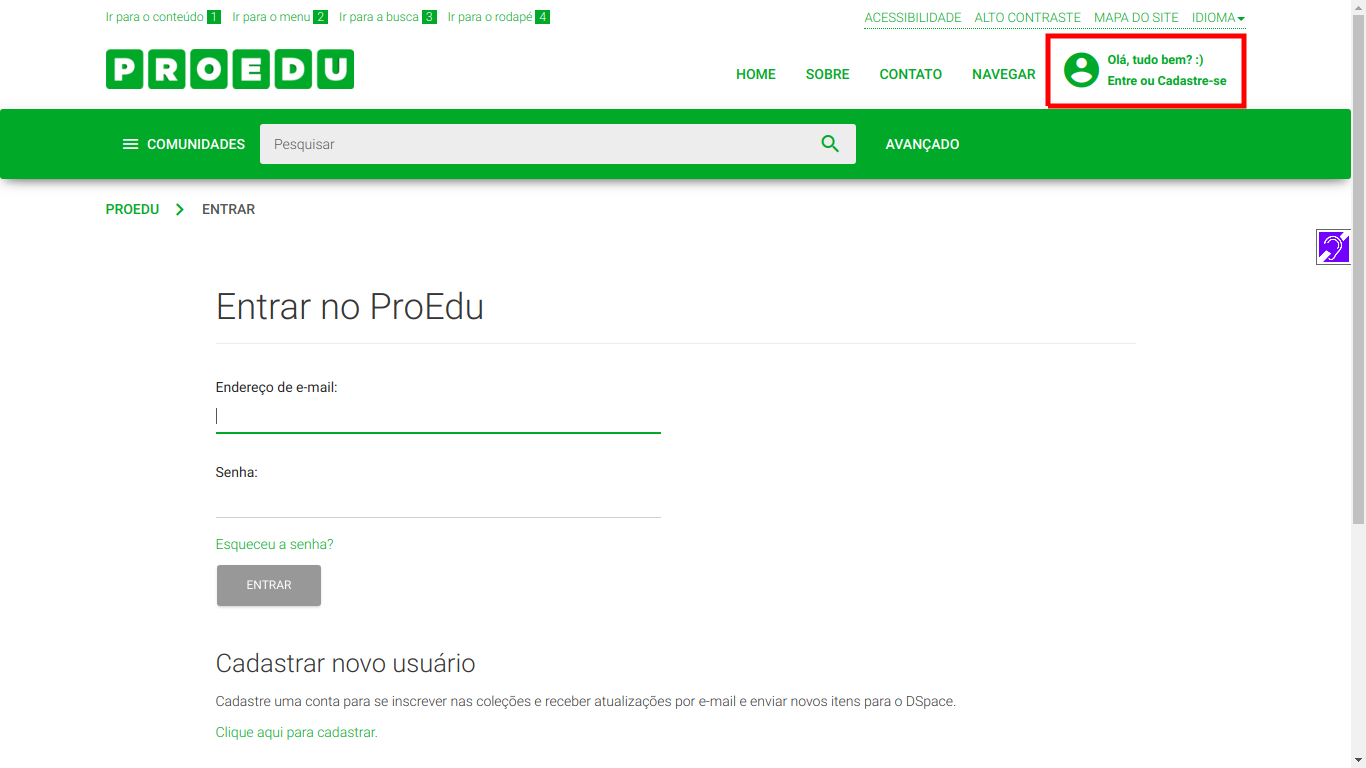 Ir para o conteúdo 1 Ir para o menu 2 Ir para a busca 3 Ir para o rodapé 4
ACESSIBILIDADE ALTO CONTRASTE MAPA DO SITE IDIOMA
PROEDU
HOME SOBRE CONTATO NAVEGAR
Olá, tudo bem? :)
Entre ou Cadastre-se
COMUNIDADES Pesquisar AVANÇADO
PROEDU ENTRAR
Entrar no ProEdu
Endereço de e-mail:
Senha:
Esqueceu a senha?
ENTRAR
Cadastrar novo usuário
Cadastre uma conta para se inscrever nas coleções e receber atualizações por e-mail e enviar novos itens para o DSpace.
Clique aqui para cadastrar.